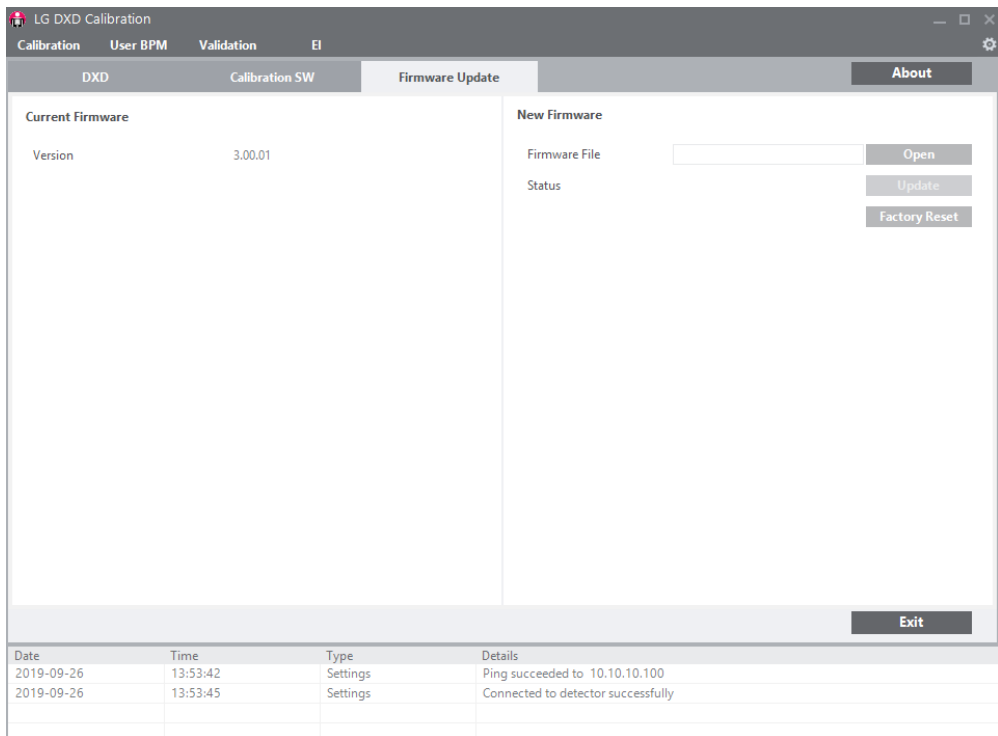 LG DXD Calibration
Calibration User BPM Validation EI
DXD Calibration SW Firmware Update About
Current Firmware
Version 3.00.01
New Firmware
Firmware File Open
Status Update
Factory Reset
Exit
Date Time Type Details
2019-09-26 13:53:42 Settings Ping succeeded to 10.10.10.100
2019-09-26 13:53:45 Settings Connected to detector successfully